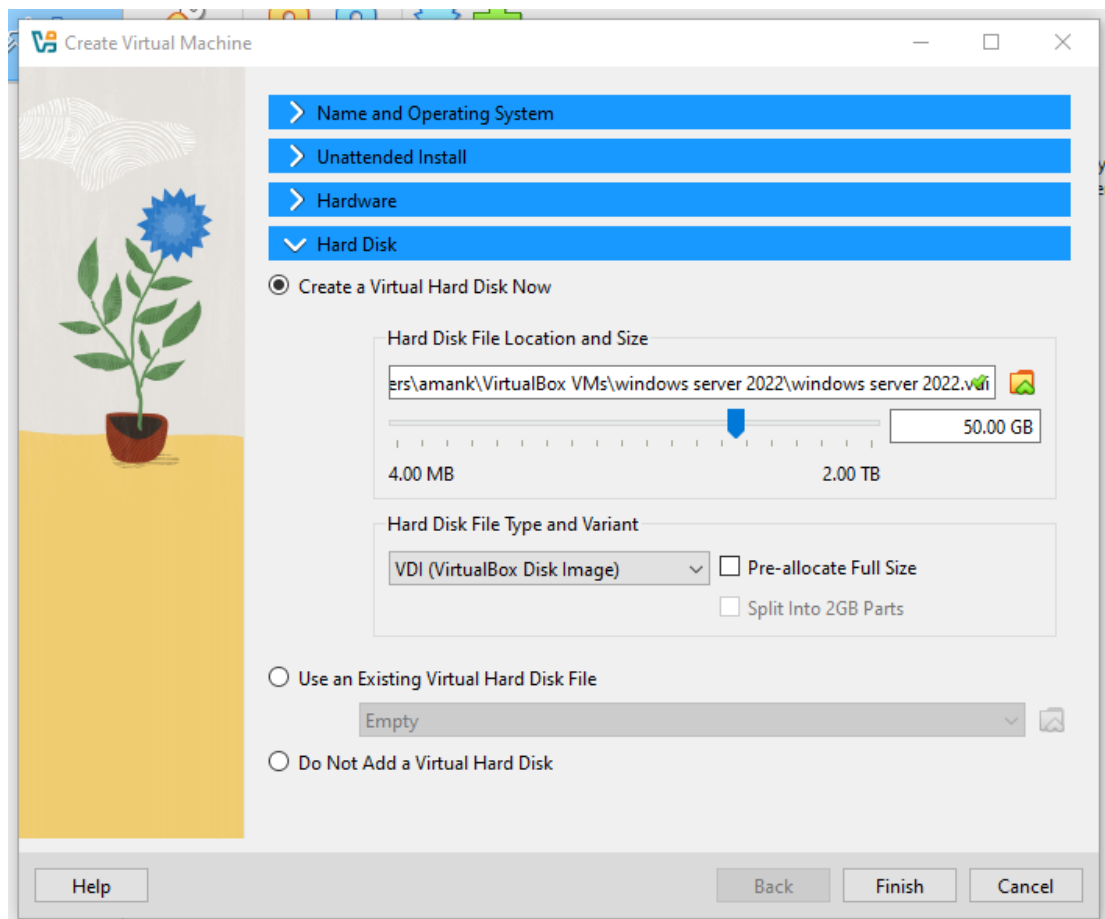 Create Virtual Machine
Name and Operating System
Unattended Install
Hardware
Hard Disk
Create a Virtual Hard Disk Now
Hard Disk File Location and Size
ers\amank\VirtualBox VMs\windows server 2022\windows server 2022.vdi
50.00 GB
4.00 MB 2.00 TB
Hard Disk File Type and Variant
VDI (VirtualBox Disk Image) Pre-allocate Full Size
Split Into 2GB Parts
Use an Existing Virtual Hard Disk File
Empty
Do Not Add a Virtual Hard Disk
Help Back Finish Cancel